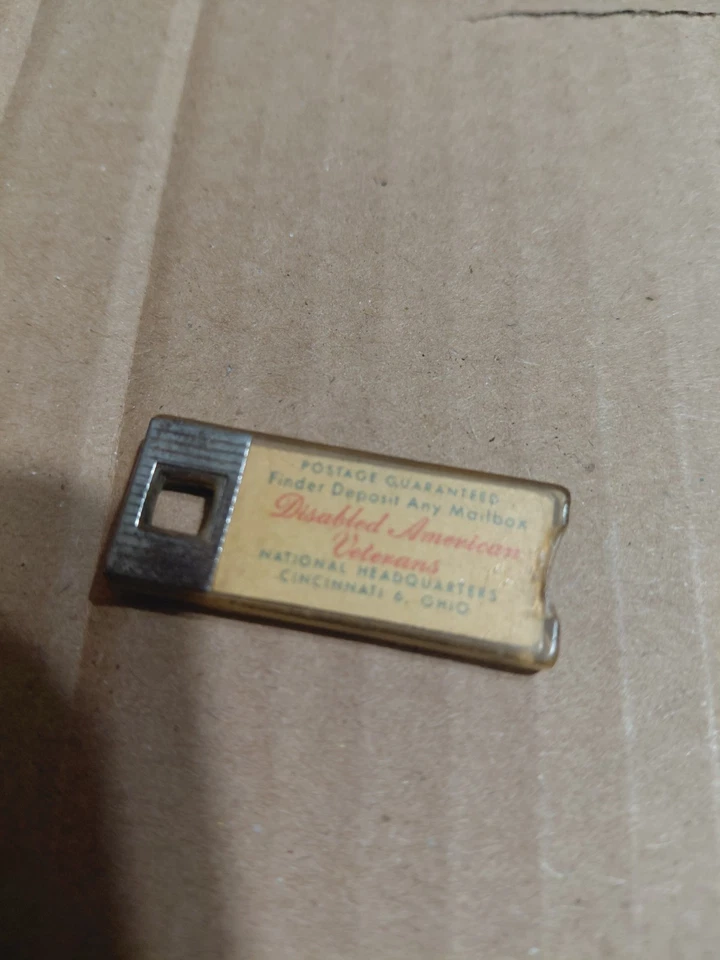 POSTAGE GUARANTEED
Finder Deposit Any Mailbox
Disabled American
Veterans
NATIONAL HEADQUARTERS
CINCINNATI 6, OHIO